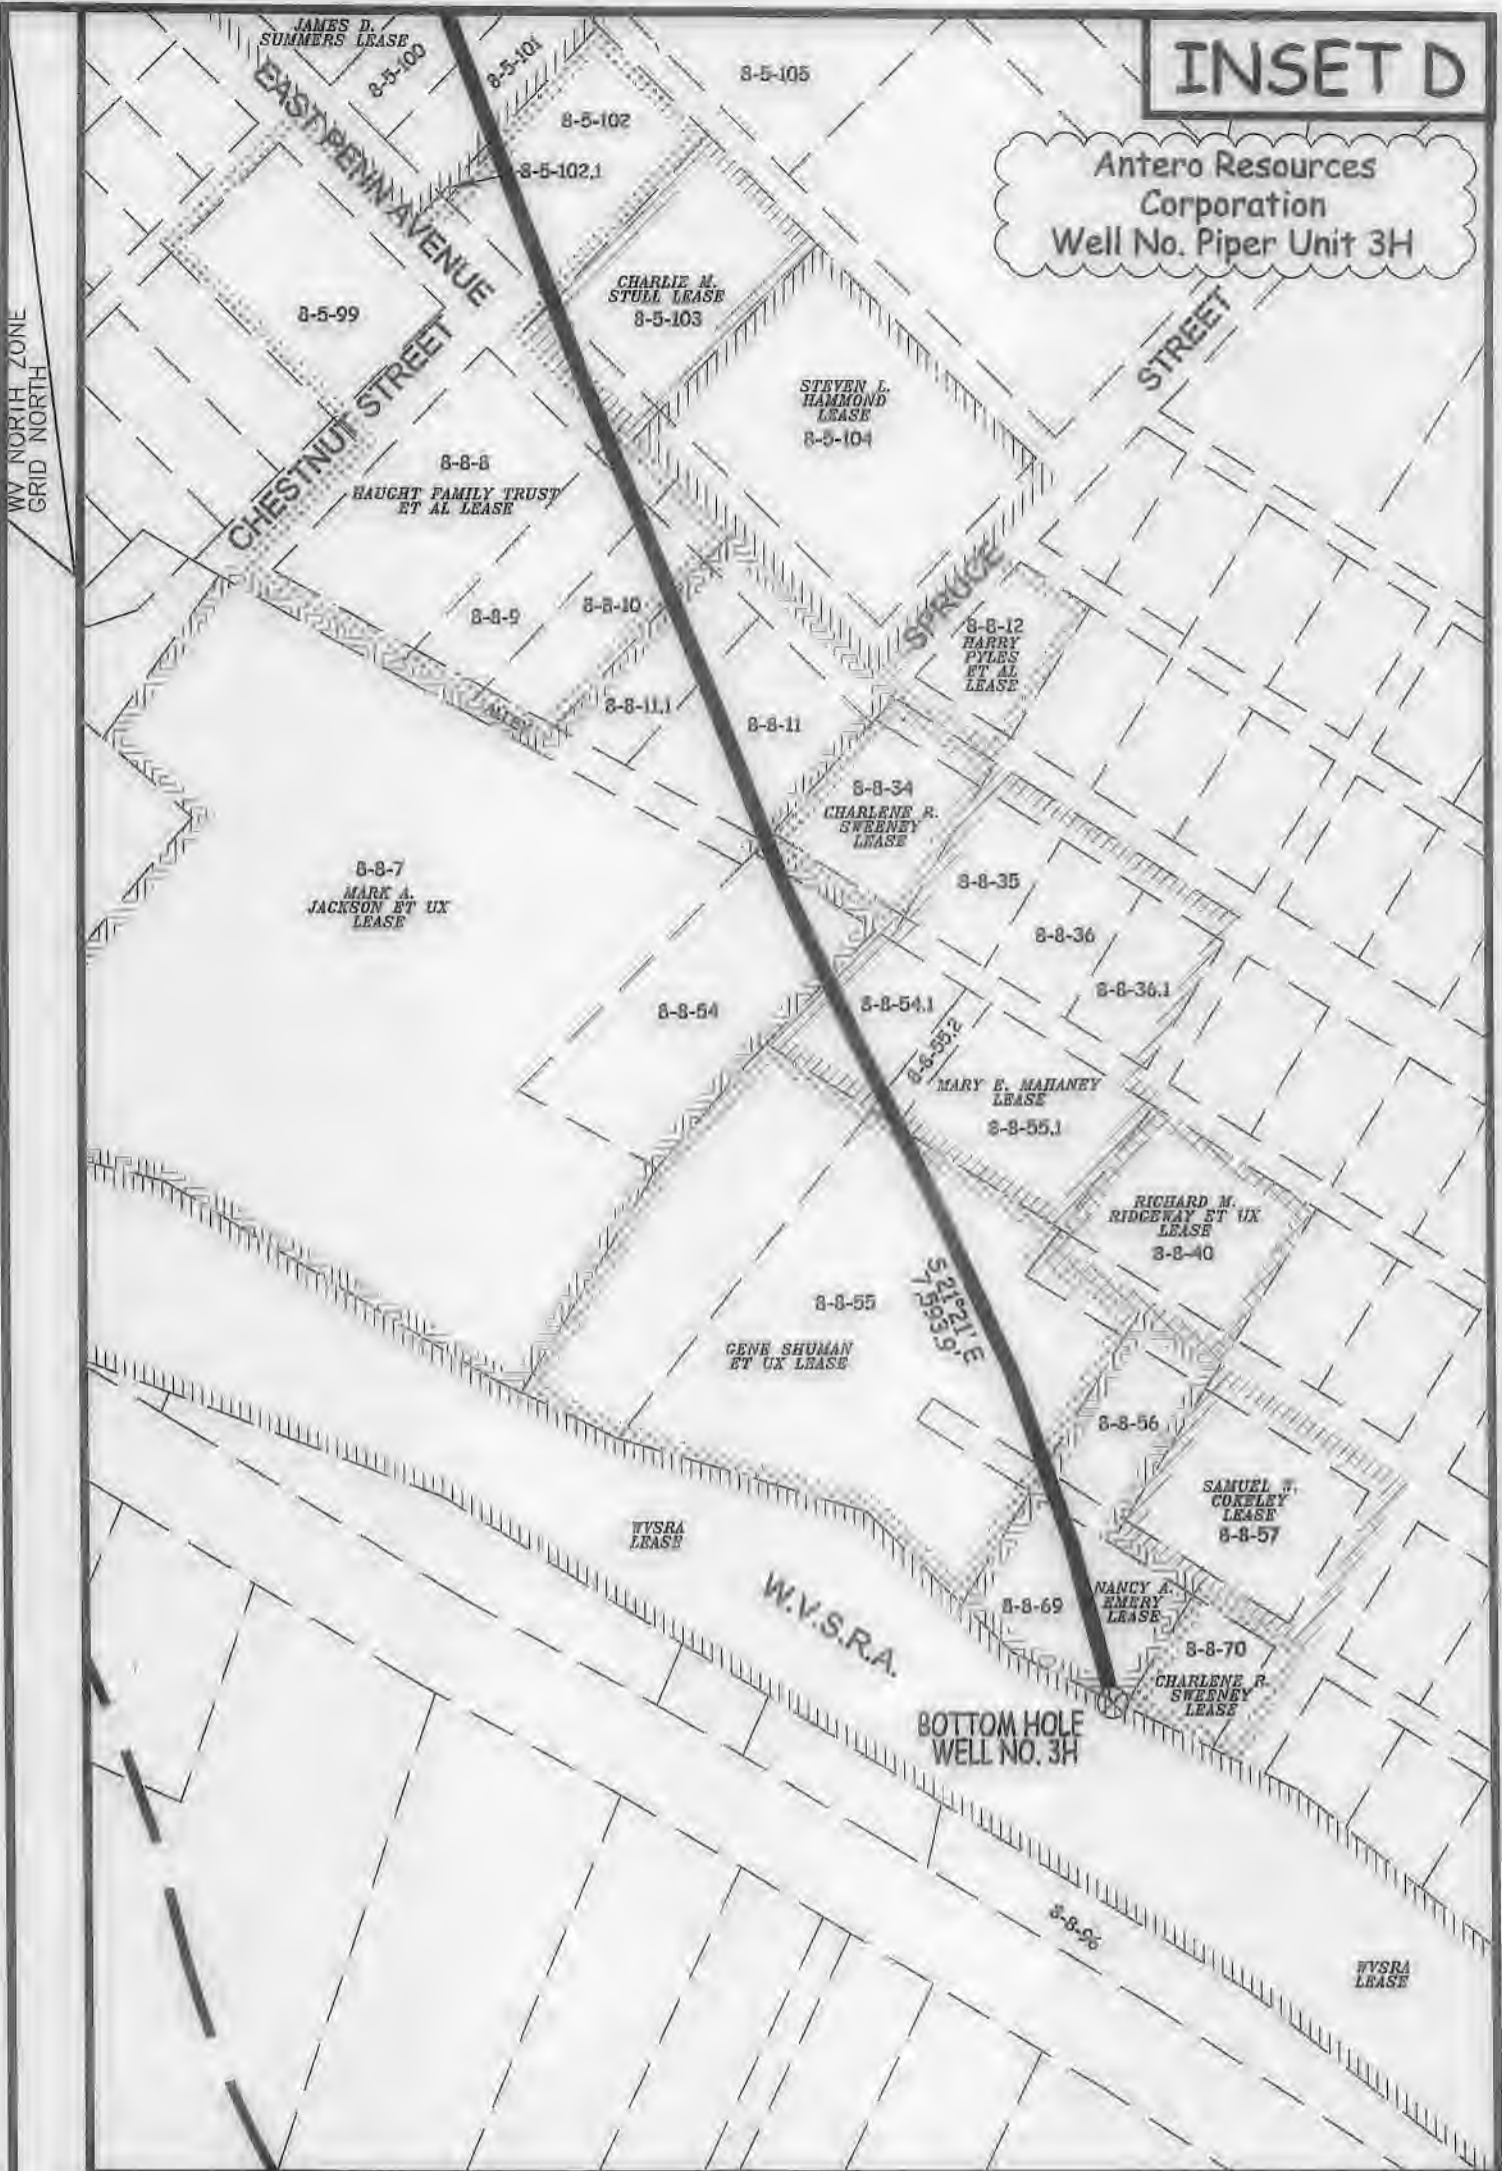 INSET D
Antero Resources
Corporation
Well No. Piper Unit 3H
WV NORTH ZONE
GRID NORTH
JAMES D.
SUMMERS LEASE
8-5-100
8-5-101
8-5-105
8-5-102
8-5-102.1
EAST PENN AVENUE
8-5-99
CHARLIE M.
STULL LEASE
8-5-103
STREET
STEVEN L.
HAMMOND
LEASE
8-5-104
CHESTNUT STREET
8-8-8
HAUGHT FAMILY TRUST
ET AL LEASE
8-8-9
8-8-10
SPRUCE
8-8-12
HARRY
PYLES
ET AL
LEASE
8-8-11.1
ALLEY
8-8-11
8-8-34
CHARLENE R.
SWEENEY
LEASE
8-8-7
MARK A.
JACKSON ET UX
LEASE
8-8-35
8-8-36
8-8-36.1
8-8-54
8-8-54.1
8-8-55.2
MARY E. MAHANEY
LEASE
8-8-55.1
RICHARD M.
RIDGEWAY ET UX
LEASE
8-8-40
S 21°21' E
7,593.9'
8-8-55
GENE SHUMAN
ET UX LEASE
8-8-56
SAMUEL
COKELEY
LEASE
8-8-57
WVSRA
LEASE
W.V.S.R.A.
8-8-69
NANCY A.
EMERY
LEASE
8-8-70
CHARLENE R.
SWEENEY
LEASE
BOTTOM HOLE
WELL NO. 3H
8-8-96
WVSRA
LEASE